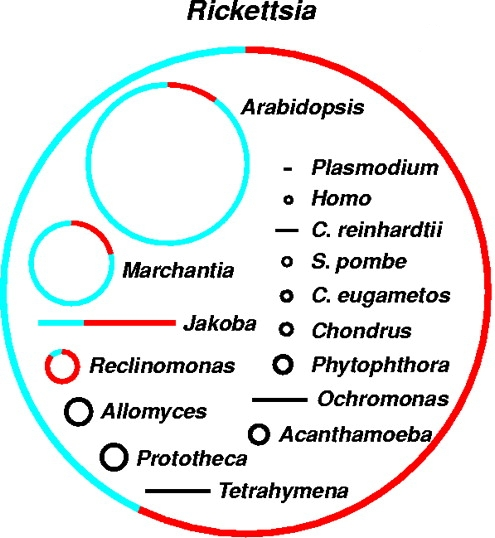 Rickettsia
Arabidopsis
Plasmodium
Homo
C. reinhardtii
S. pombe
Marchantia
C. eugametos
Jakoba
Chondrus
Reclinomonas
Phytophthora
Ochromonas
Allomyces
Acanthamoeba
Prototheca
Tetrahymena